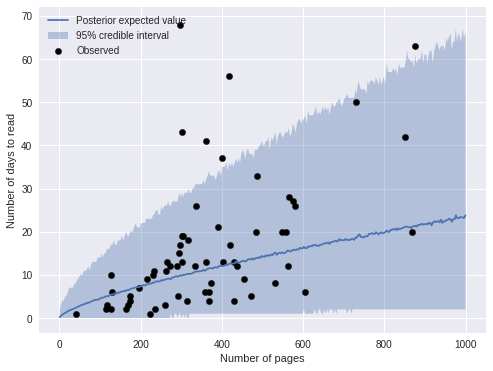 70
60
50
40
30
20
10
0
Number of days to read
Posterior expected value
95% credible interval
Observed
0 200 400 600 800 1000
Number of pages